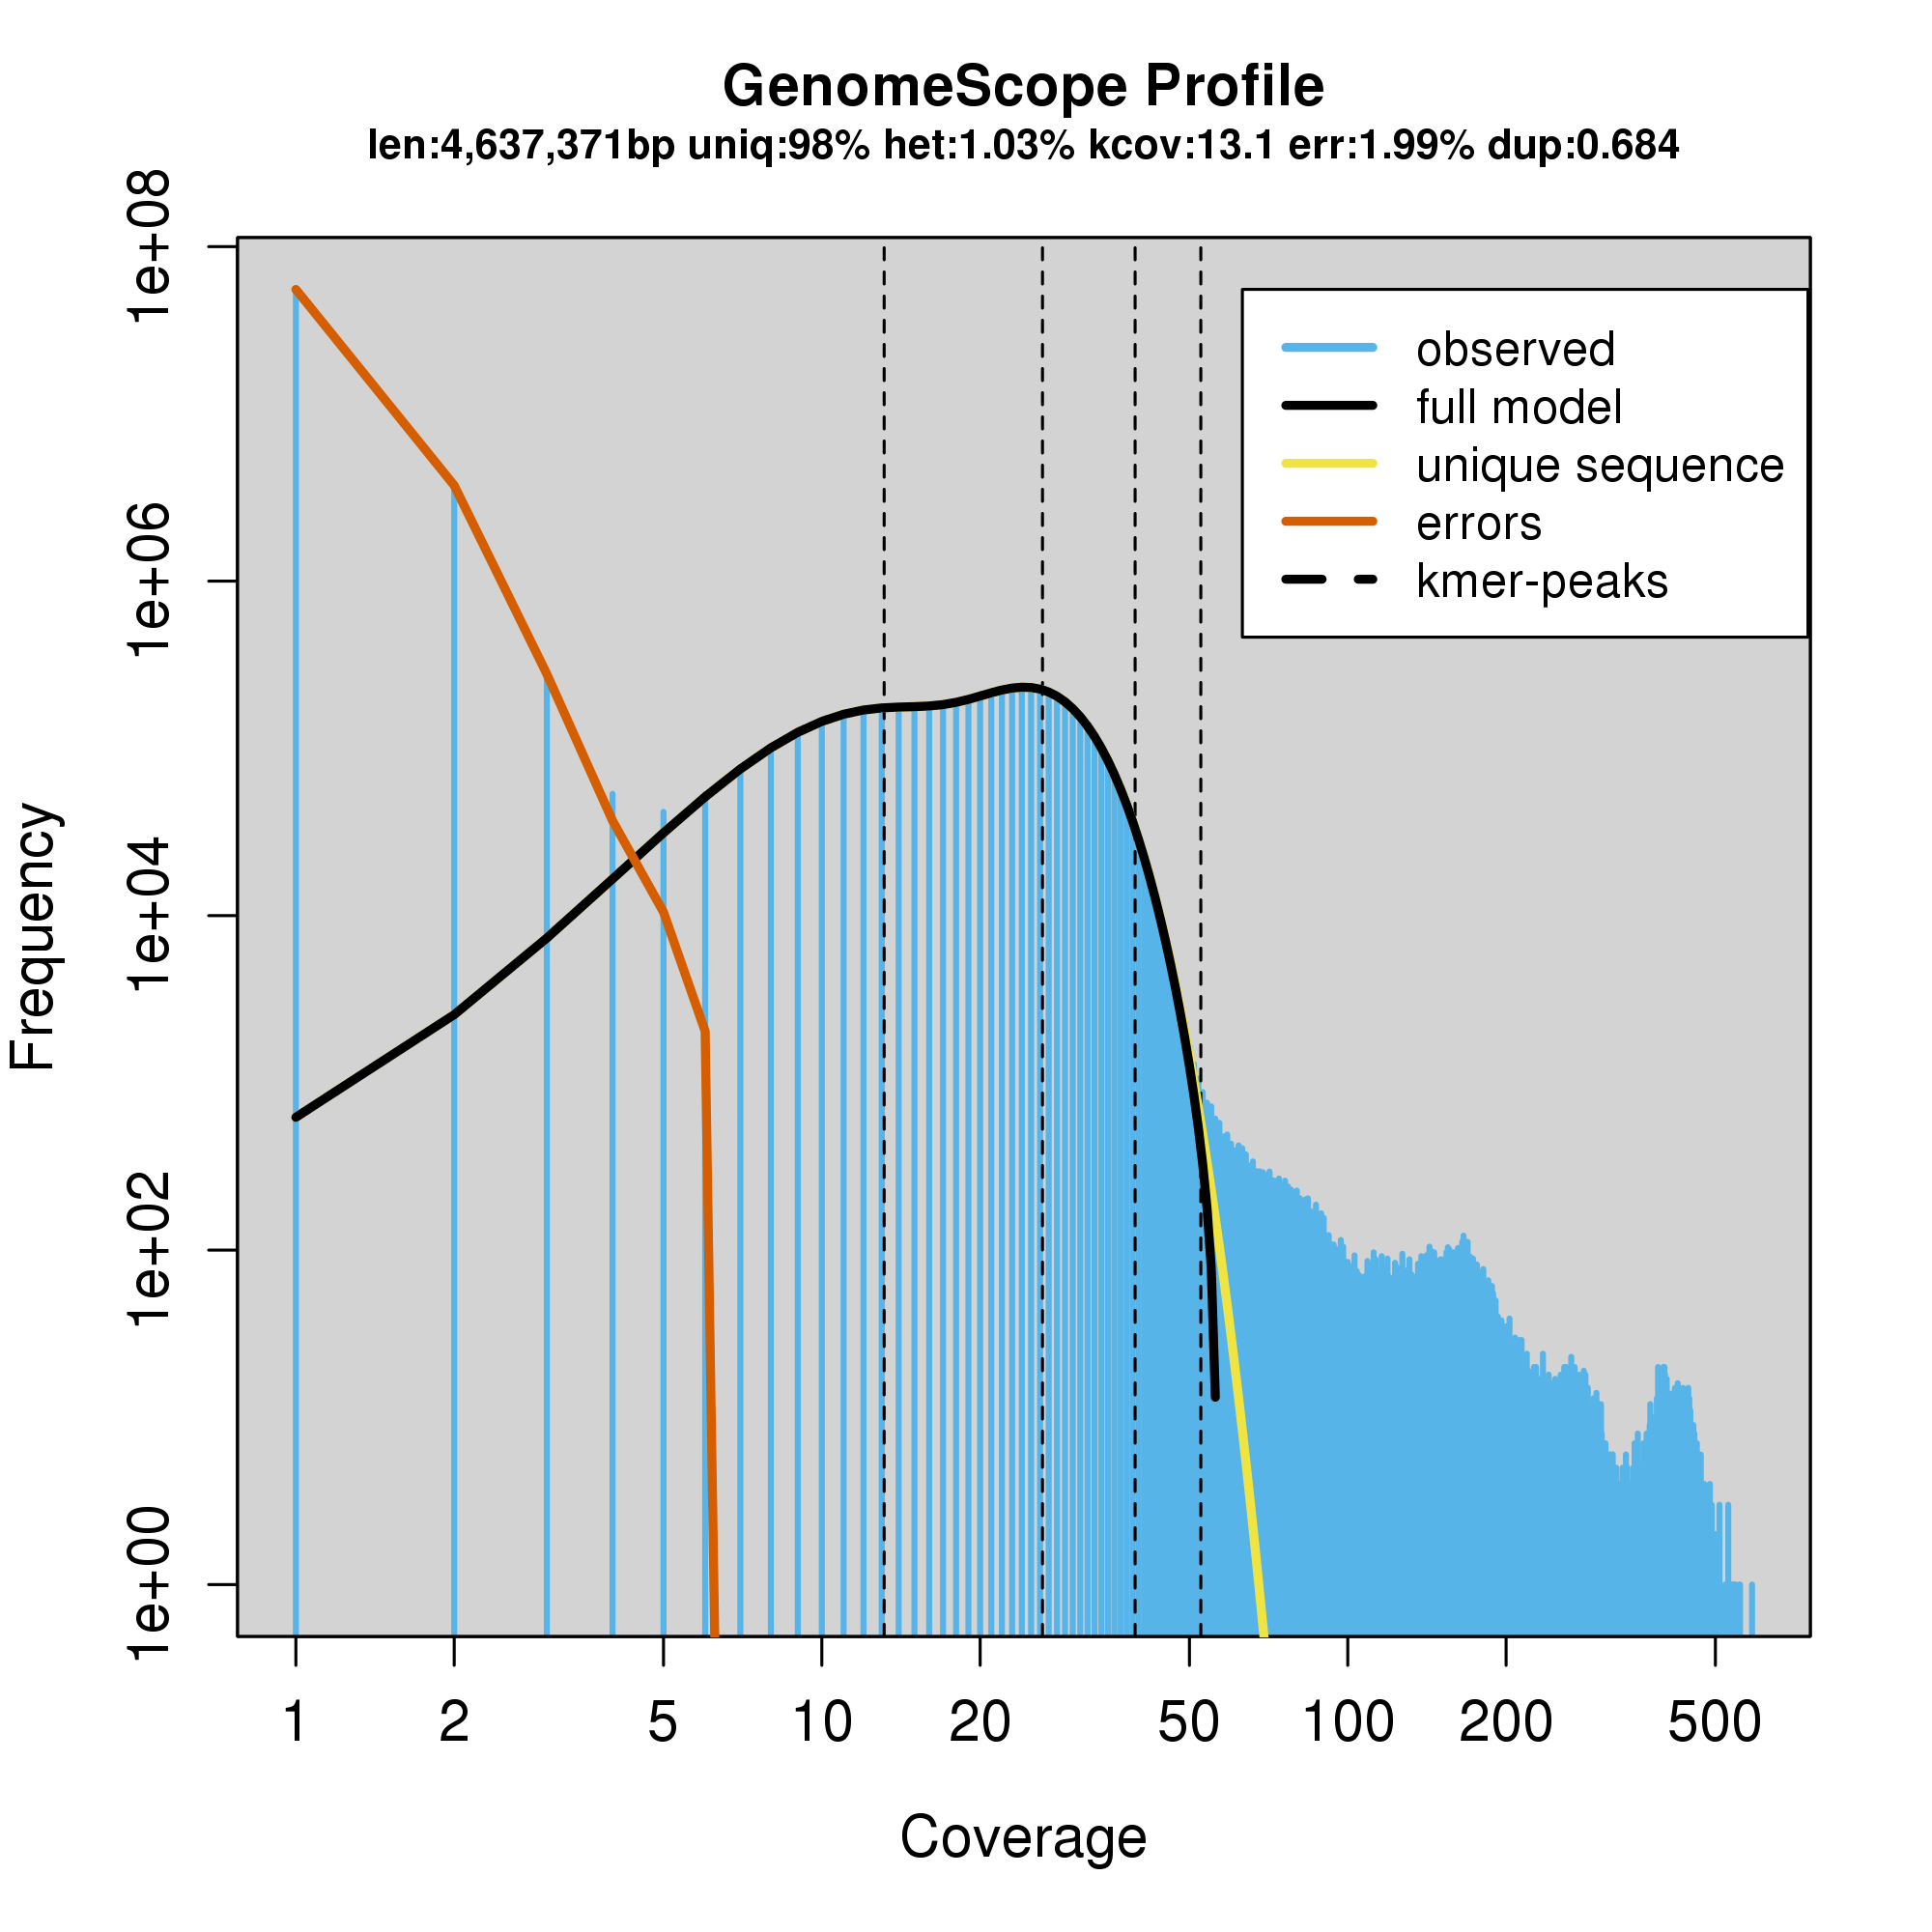 GenomeScope Profile
len:4,637,371bp uniq:98% het:1.03% kcov:13.1 err:1.99% dup:0.684
1e+08
1e+06
1e+04
1e+02
1e+00
Frequency
observed
full model
unique sequence
errors
kmer-peaks
1 2 5 10 20 50 100 200 500
Coverage